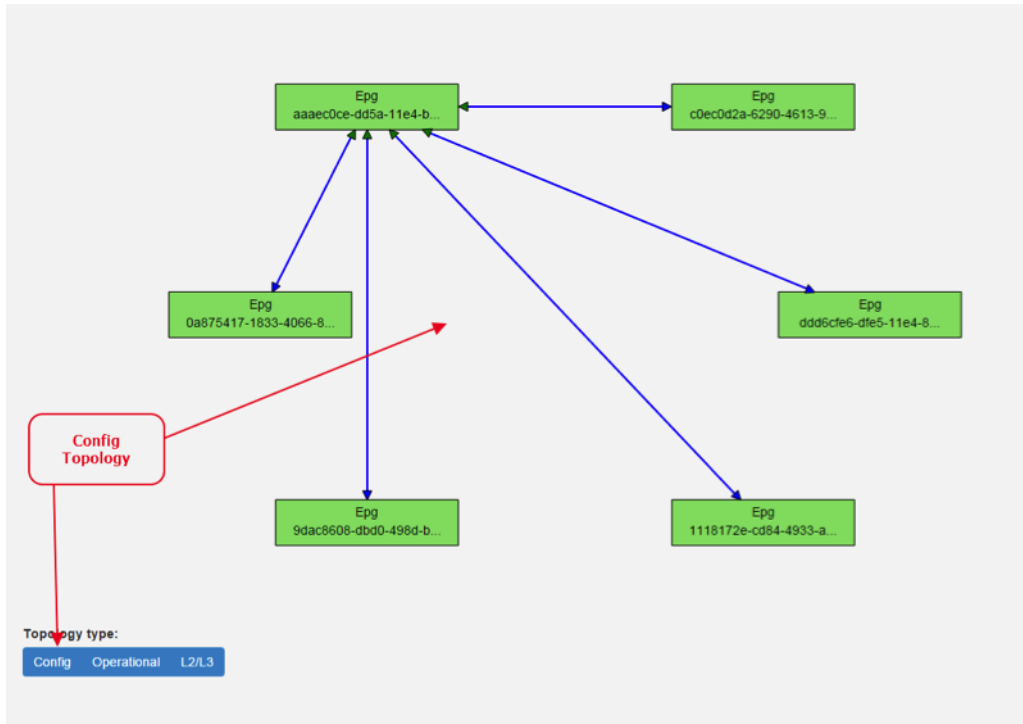 Epg
aaaec0ce-dd5a-11e4-b...
Epg
c0ec0d2a-6290-4613-9...
Epg
0a875417-1833-4066-8...
Epg
ddd6cfe6-dfe5-11e4-8...
Config
Topology
Epg
9dac8608-dbd0-498d-b...
Epg
1118172e-cd84-4933-a...
Topology type:
Config Operational L2/L3